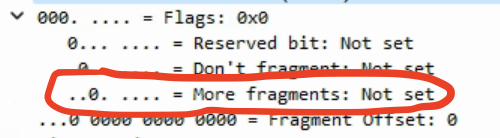 000. .... = Flags: 0x0
0... .... = Reserved bit: Not set
.0.. .... = Don't fragment: Not set
..0. .... = More fragments: Not set
...0 0000 0000 0000 = Fragment Offset: 0